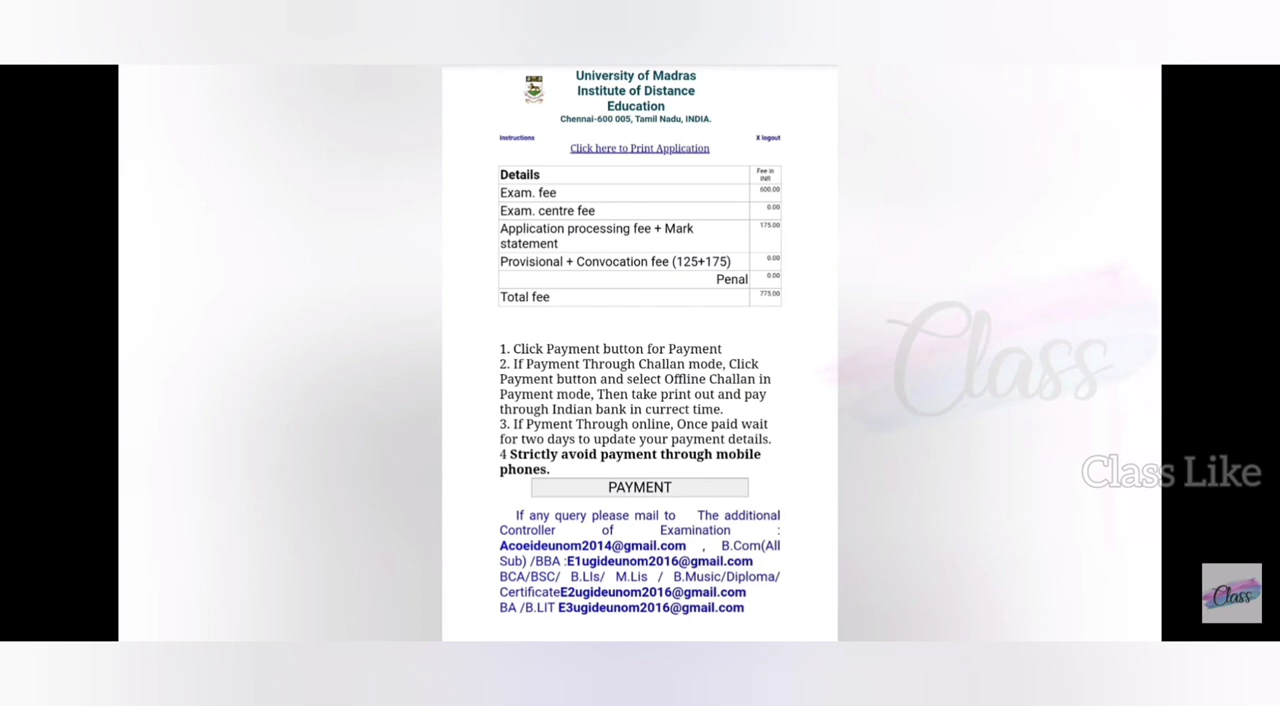 University of Madras
Institute of Distance
Education
Chennai-600 005, Tamil Nadu, INDIA.
Instructions
X logout
Click here to Print Application
Details Fee in INR
Exam. fee 600.00
Exam. centre fee 0.00
Application processing fee + Mark statement 175.00
Provisional + Convocation fee (125+175) 0.00
Penal 0.00
Total fee 775.00
1. Click Payment button for Payment
2. If Payment Through Challan mode, Click
Payment button and select Offline Challan in
Payment mode, Then take print out and pay
through Indian bank in currect time.
3. If Pyment Through online, Once paid wait
for two days to update your payment details.
4 Strictly avoid payment through mobile
phones.
PAYMENT
If any query please mail to The additional
Controller of Examination :
Acoeideunom2014@gmail.com , B.Com(All
Sub) /BBA :E1ugideunom2016@gmail.com
BCA/BSC/ B.LIs/ M.Lis / B.Music/Diploma/
CertificateE2ugideunom2016@gmail.com
BA /B.LIT E3ugideunom2016@gmail.com
Class
Class Like
Class